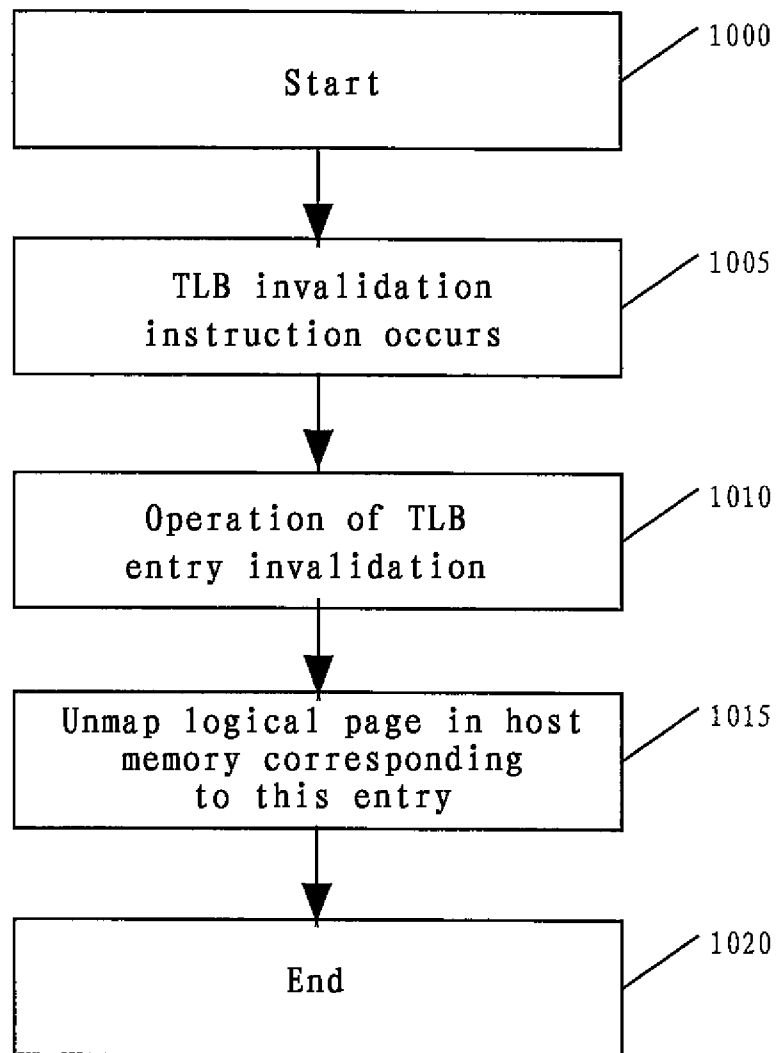 Start
1000
TLB invalidation
instruction occurs
1005
Operation of TLB
entry invalidation
1010
Unmap logical page in host
memory corresponding
to this entry
1015
End
1020